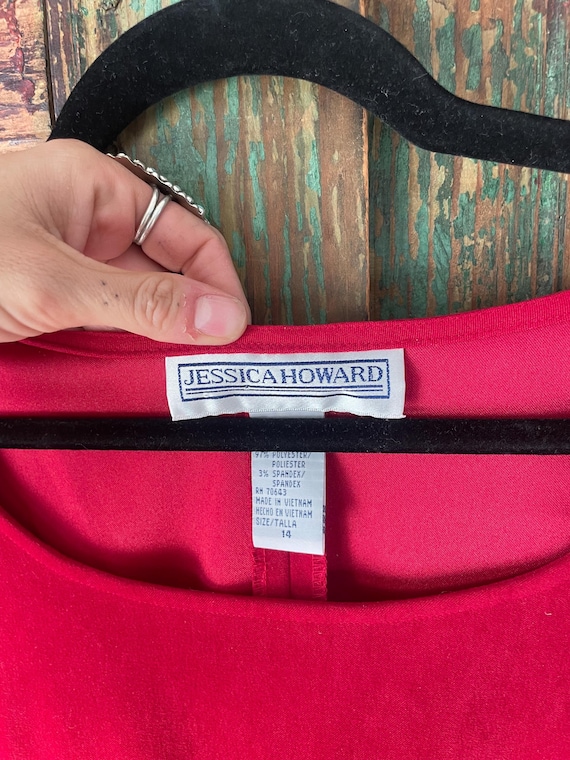 JESSICA HOWARD
97% POLYESTER/
POLIESTER
3% SPANDEX/
SPANDEX
RN 70643
MADE IN VIETNAM
HECHO EN VIETNAM
SIZE/TALLA
14